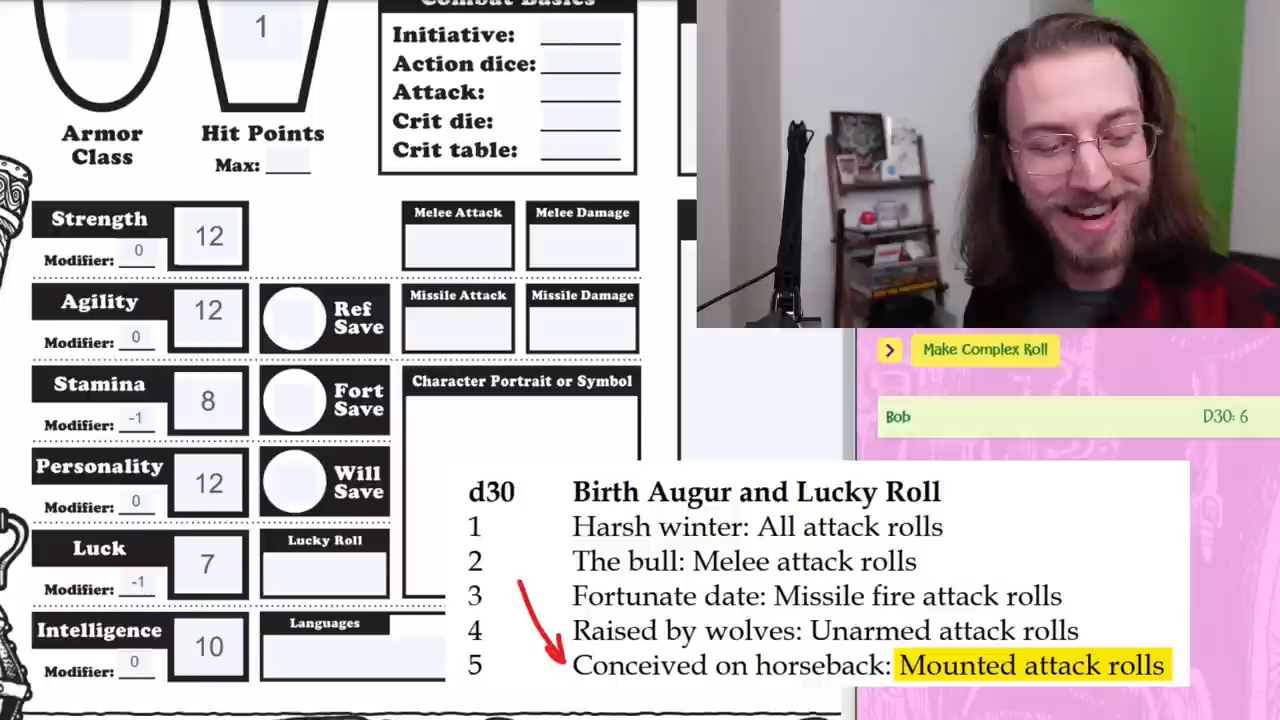 Combat Basics
Initiative:
Action dice:
Attack:
Crit die:
Crit table:
1
Armor
Class
Hit Points
Max:
Strength
12
Modifier: 0
Melee Attack
Melee Damage
Agility
12
Modifier: 0
Ref
Save
Missile Attack
Missile Damage
Stamina
8
Modifier: -1
Fort
Save
Character Portrait or Symbol
Personality
12
Modifier: 0
Will
Save
Luck
7
Modifier: -1
Lucky Roll
Intelligence
10
Modifier: 0
Languages
Make Complex Roll
Bob D30: 6
d30 Birth Augur and Lucky Roll
1 Harsh winter: All attack rolls
2 The bull: Melee attack rolls
3 Fortunate date: Missile fire attack rolls
4 Raised by wolves: Unarmed attack rolls
5 Conceived on horseback: Mounted attack rolls